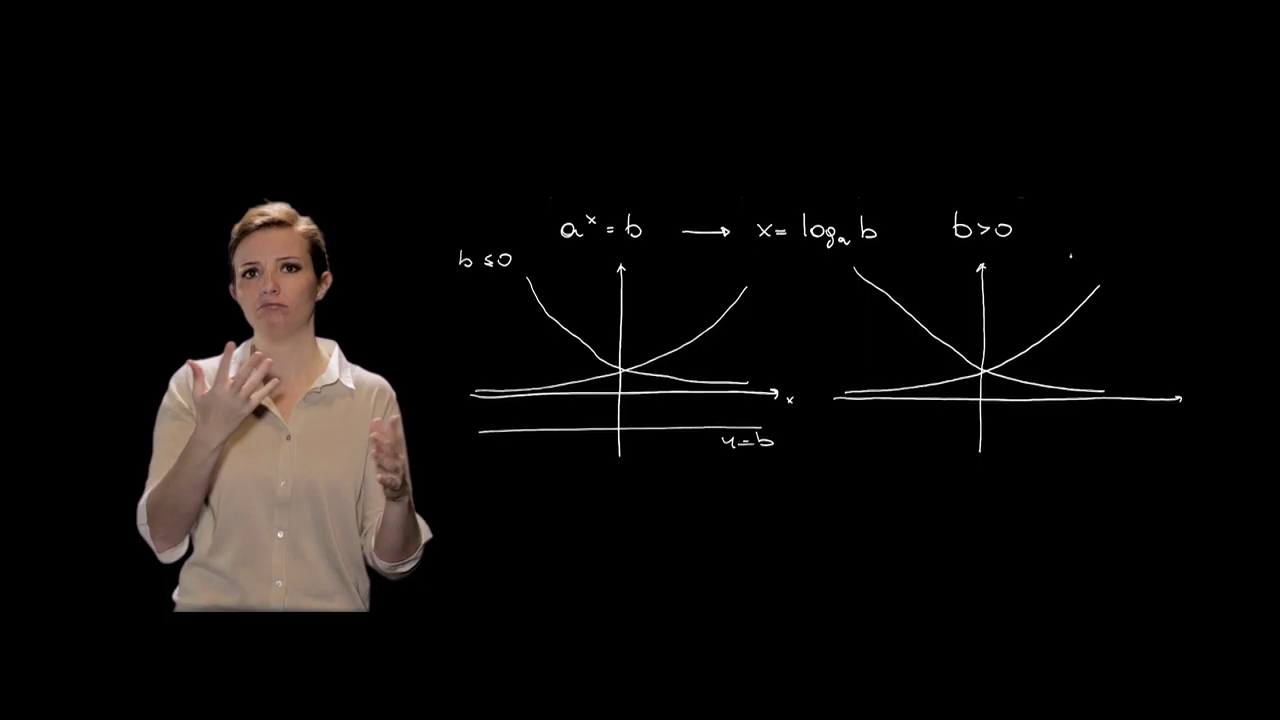 aˣ = b → x = logₐ b b > 0
b ≤ 0
x
y = b